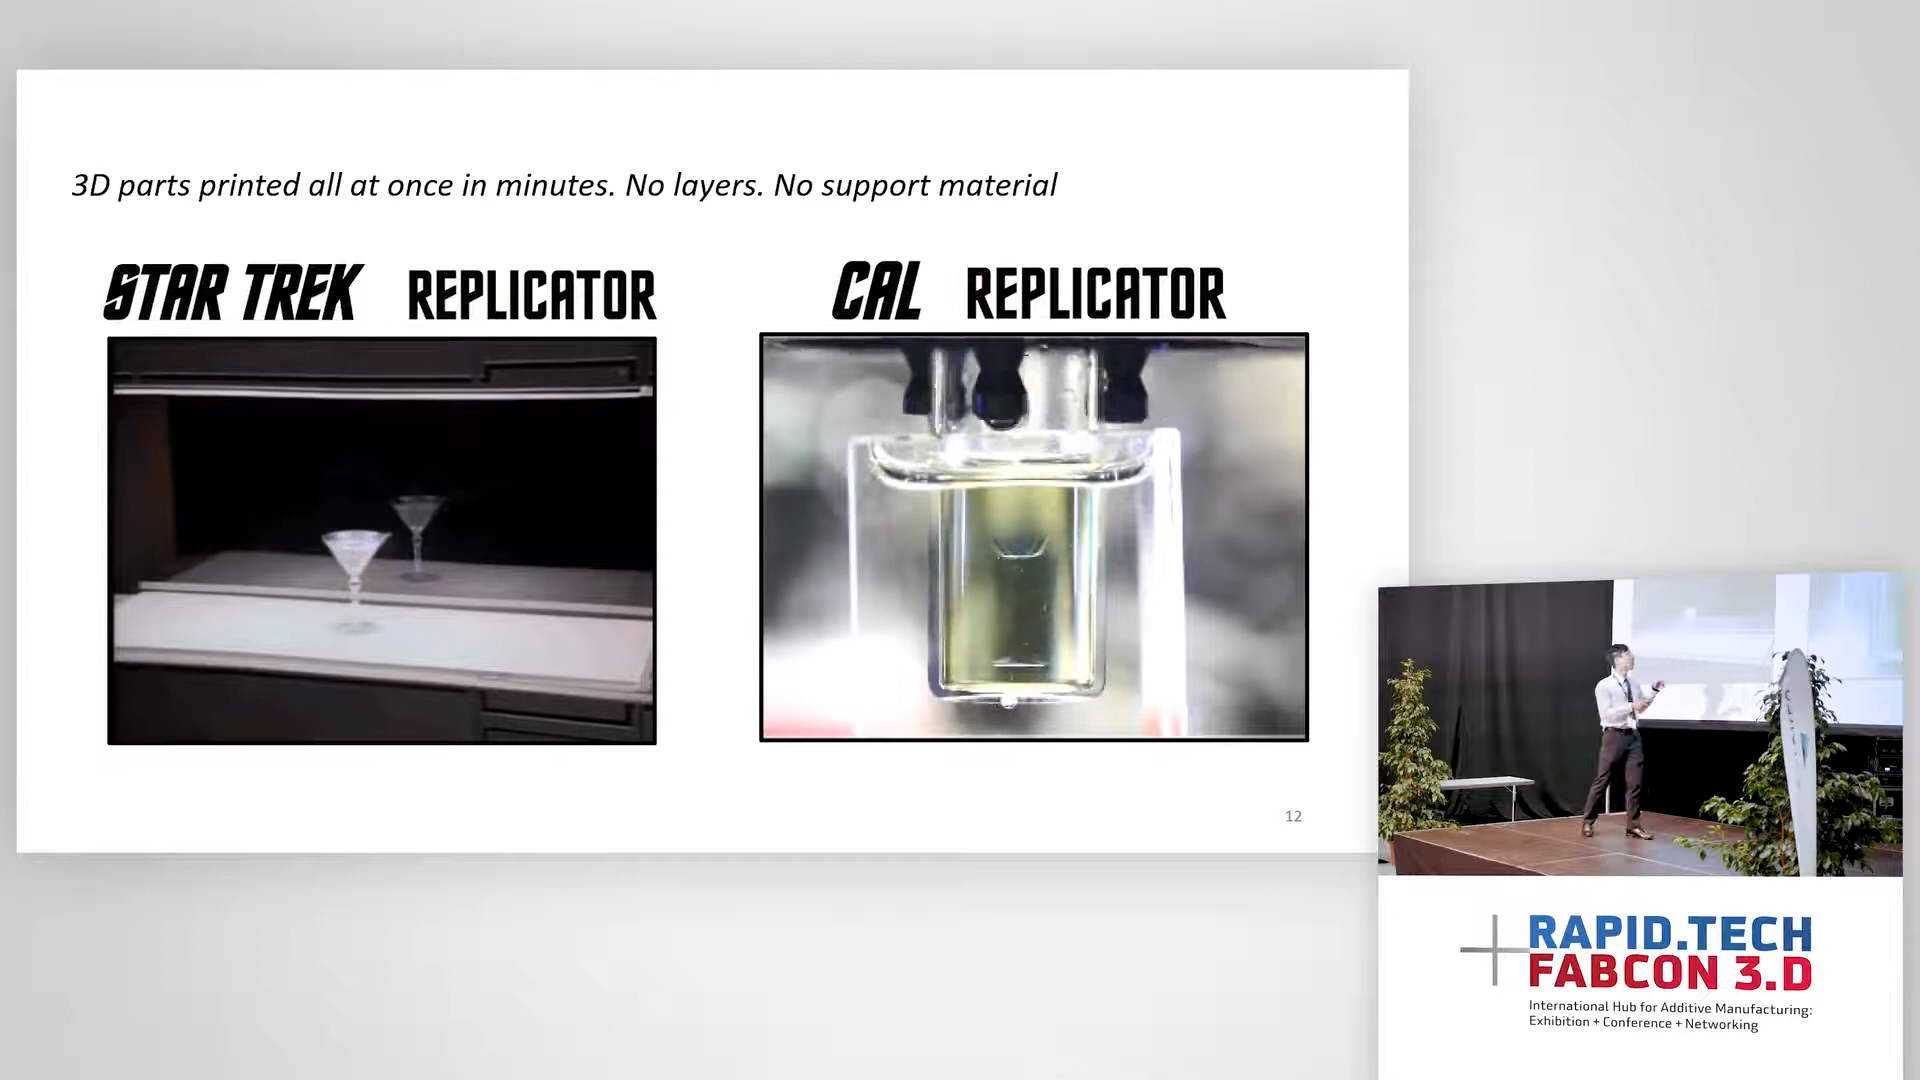 3D parts printed all at once in minutes. No layers. No support material
STAR TREK REPLICATOR
CAL REPLICATOR
12
RAPID.TECH
FABCON 3.D
International Hub for Additive Manufacturing:
Exhibition + Conference + Networking